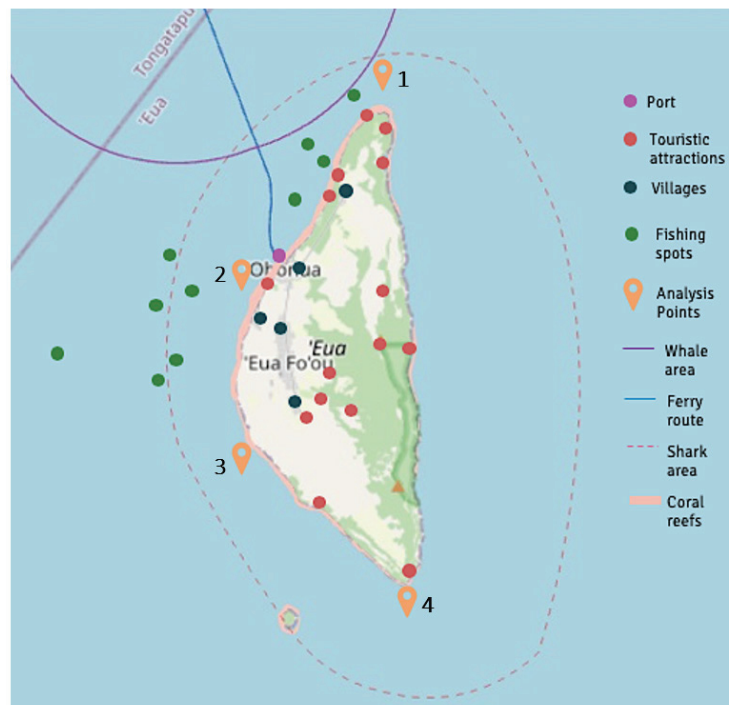 Tongatapu
'Eua
1
2
Ohonua
'Eua
'Eua Fo'ou
3
4
Port
Touristic
attractions
Villages
Fishing
spots
Analysis
Points
Whale
area
Ferry
route
Shark
area
Coral
reefs